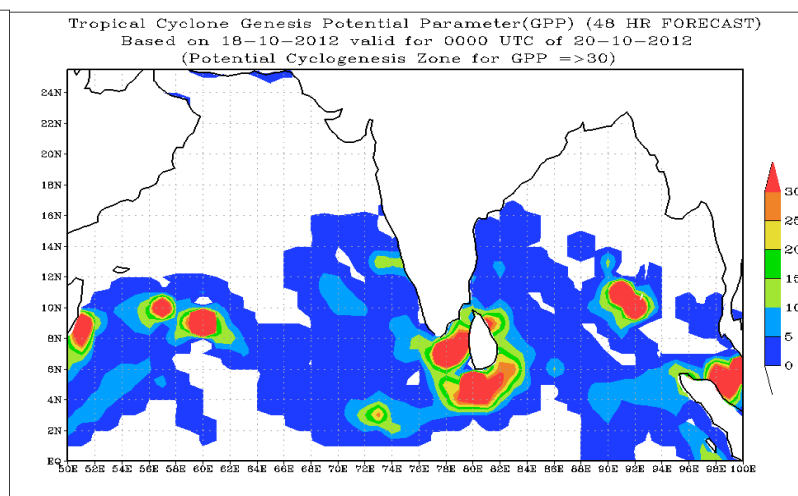 Tropical Cyclone Genesis Potential Parameter(GPP) (48 HR FORECAST)
Based on 18-10-2012 valid for 0000 UTC of 20-10-2012
(Potential Cyclogenesis Zone for GPP =>30)
24N
22N
20N
18N
16N
14N
12N
10N
8N
6N
4N
2N
EQ
50E 52E 54E 56E 58E 60E 62E 64E 66E 68E 70E 72E 74E 76E 78E 80E 82E 84E 86E 88E 90E 92E 94E 96E 98E 100E
30
25
20
15
10
5
0